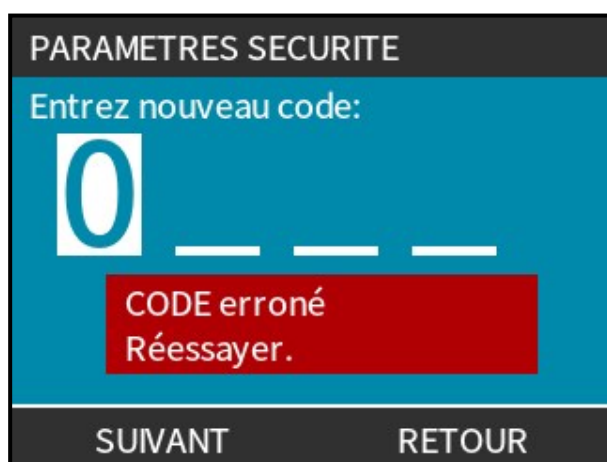 PARAMETRES SECURITE
Entrez nouveau code:
0 _ _ _
CODE erroné
Réessayer.
SUIVANT RETOUR